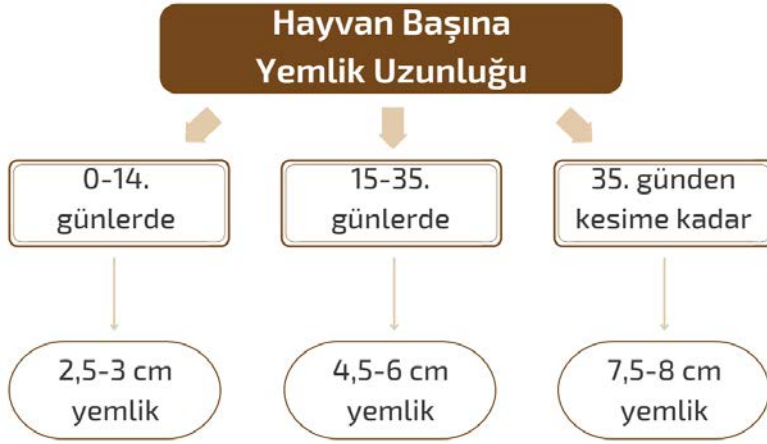 Hayvan Başına
Yemlik Uzunluğu
0-14.
günlerde
15-35.
günlerde
35. günden
kesime kadar
2,5-3 cm
yemlik
4,5-6 cm
yemlik
7,5-8 cm
yemlik